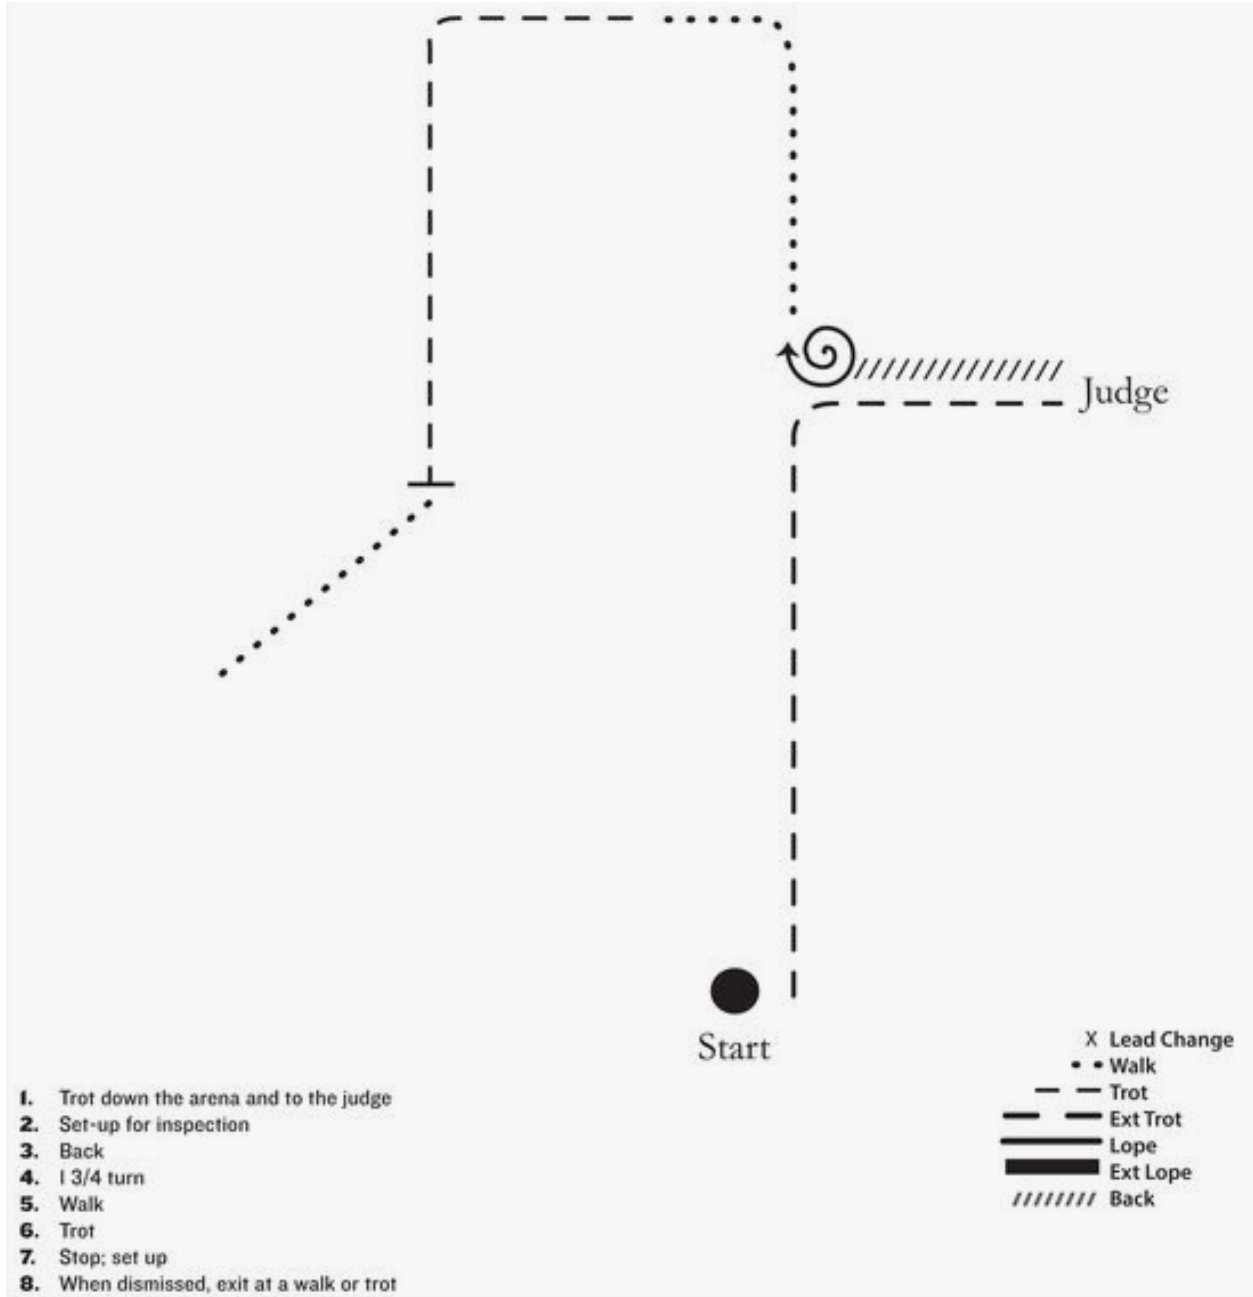 Judge
Start
X Lead Change
Walk
Trot
Ext Trot
Lope
Ext Lope
Back
1. Trot down the arena and to the judge
2. Set-up for inspection
3. Back
4. I 3/4 turn
5. Walk
6. Trot
7. Stop; set up
8. When dismissed, exit at a walk or trot